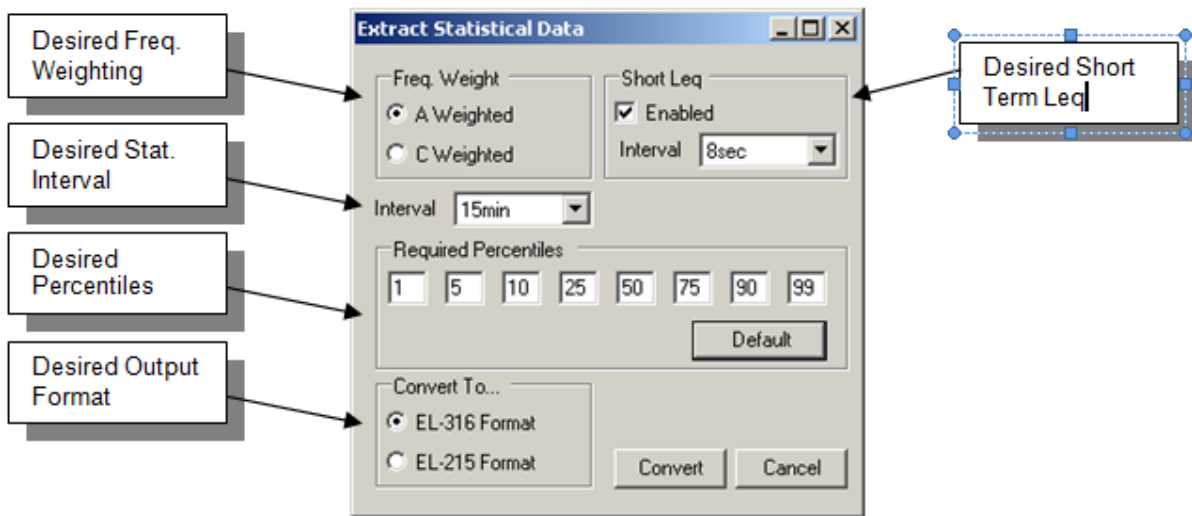 Desired Freq.
Weighting
Desired Stat.
Interval
Desired
Percentiles
Desired Output
Format
Extract Statistical Data
Freq. Weight
A Weighted
C Weighted
Short Leq
Enabled
Interval 8sec
Interval 15min
Required Percentiles
1 5 10 25 50 75 90 99
Default
Convert To...
EL-316 Format
EL-215 Format
Convert Cancel
Desired Short
Term Leq